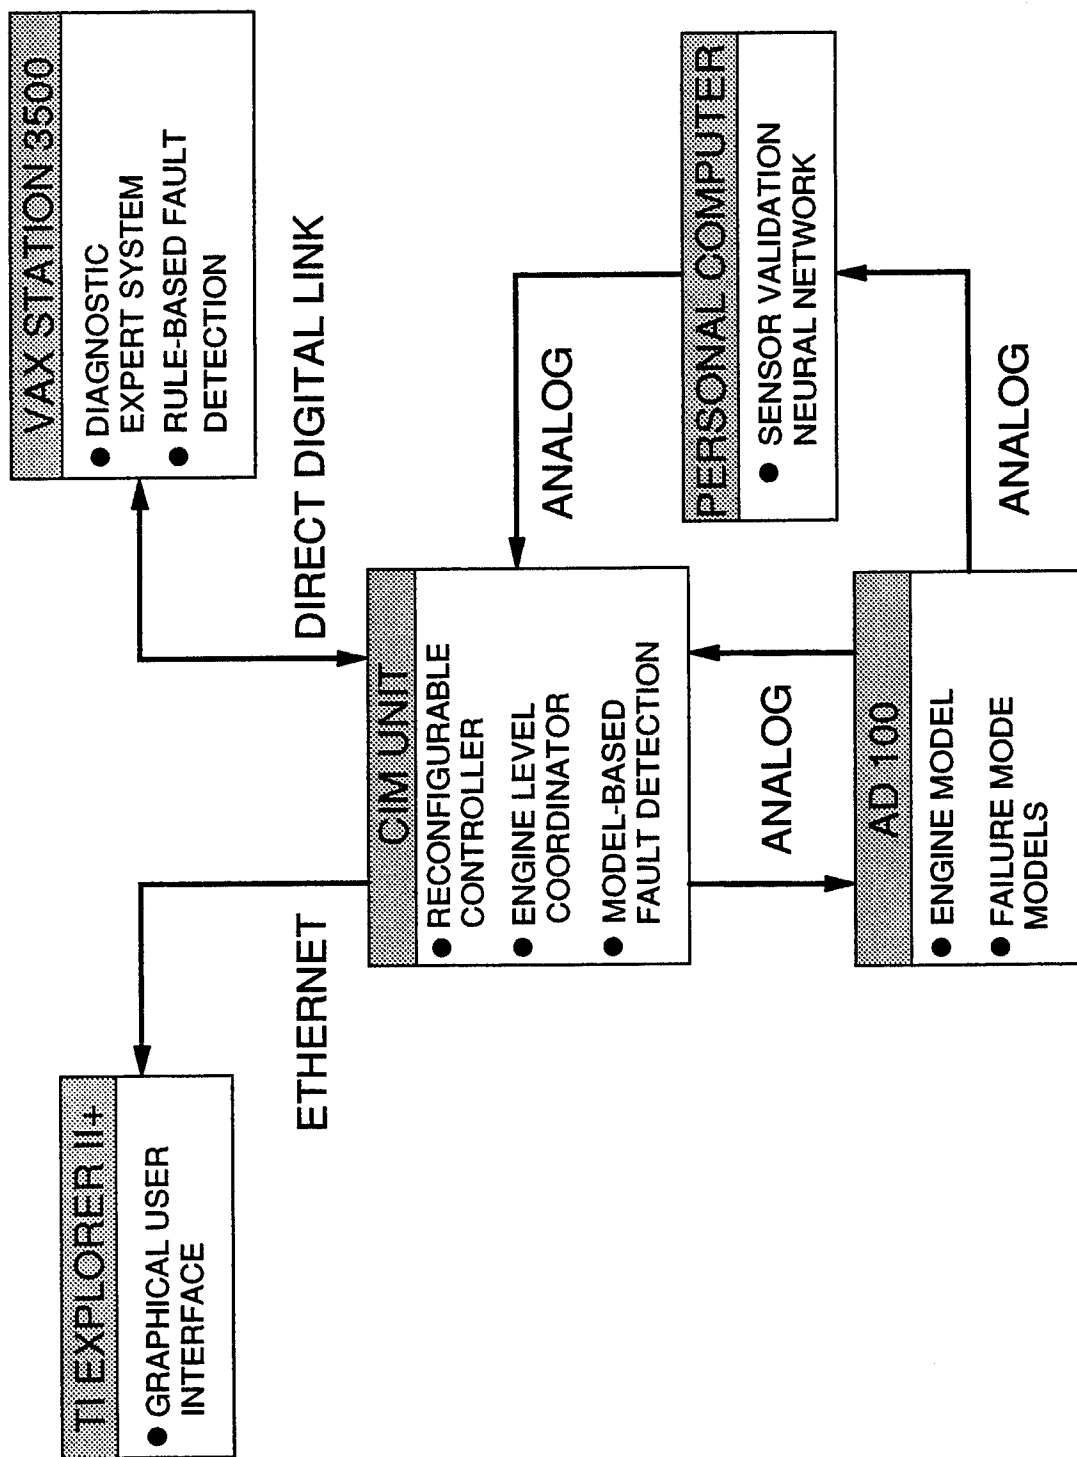 TI EXPLORER II+
● GRAPHICAL USER
INTERFACE
VAX STATION 3500
● DIAGNOSTIC
EXPERT SYSTEM
● RULE-BASED FAULT
DETECTION
ETHERNET
DIRECT DIGITAL LINK
CIM UNIT
● RECONFIGURABLE
CONTROLLER
● ENGINE LEVEL
COORDINATOR
● MODEL-BASED
FAULT DETECTION
ANALOG
PERSONAL COMPUTER
● SENSOR VALIDATION
NEURAL NETWORK
ANALOG
AD 100
● ENGINE MODEL
● FAILURE MODE
MODELS
ANALOG